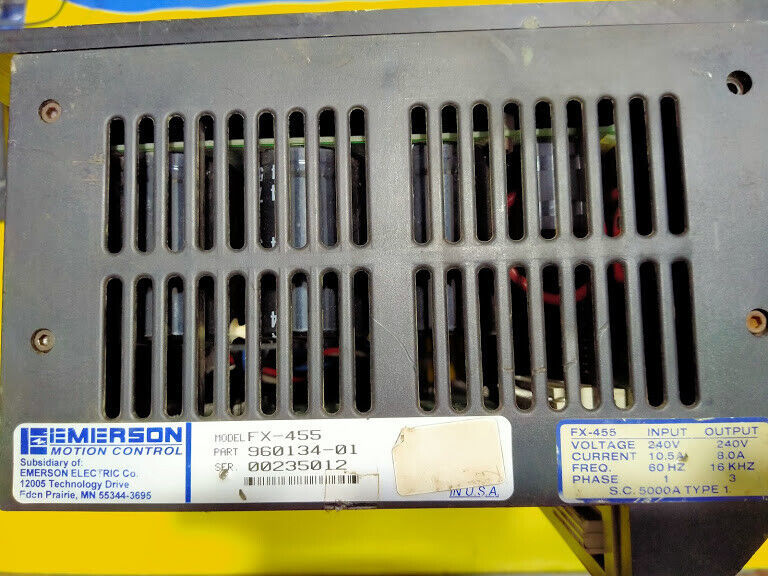 EMERSON
MOTION CONTROL
Subsidiary of:
EMERSON ELECTRIC Co.
12005 Technology Drive
Eden Prairie, MN 55344-3695
MODEL FX-455
PART 960134-01
SER. 00235012
IN U.S.A.
FX-455 INPUT OUTPUT
VOLTAGE 240V 240V
CURRENT 10.5A 8.0A
FREQ. 60 HZ 16 KHZ
PHASE 1 3
S.C. 5000A TYPE 1